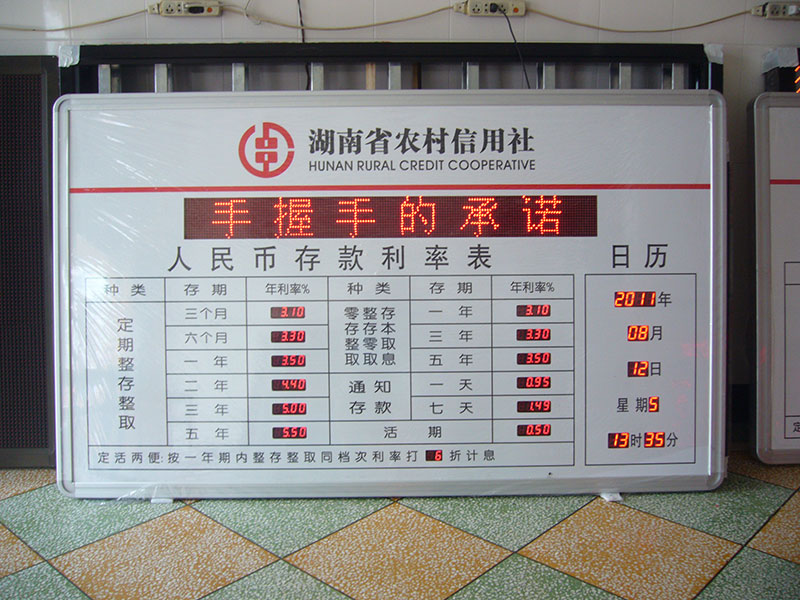 湖南省农村信用社
HUNAN RURAL CREDIT COOPERATIVE
手握手的承诺
人民币存款利率表
日历
种类 存期 年利率% 种类 存期 年利率%
定期整存整取
三个月 3.10
六个月 3.30
一年 3.50
二年 4.40
三年 5.00
五年 5.50
零整存
存存本
整零取
取取息
一年 3.10
三年 3.30
五年 3.50
通知
存款
一天 0.95
七天 1.49
活期 0.50
定活两便:按一年期内整存整取同档次利率打 6 折计息
2011年
08月
12日
星期5
13时35分